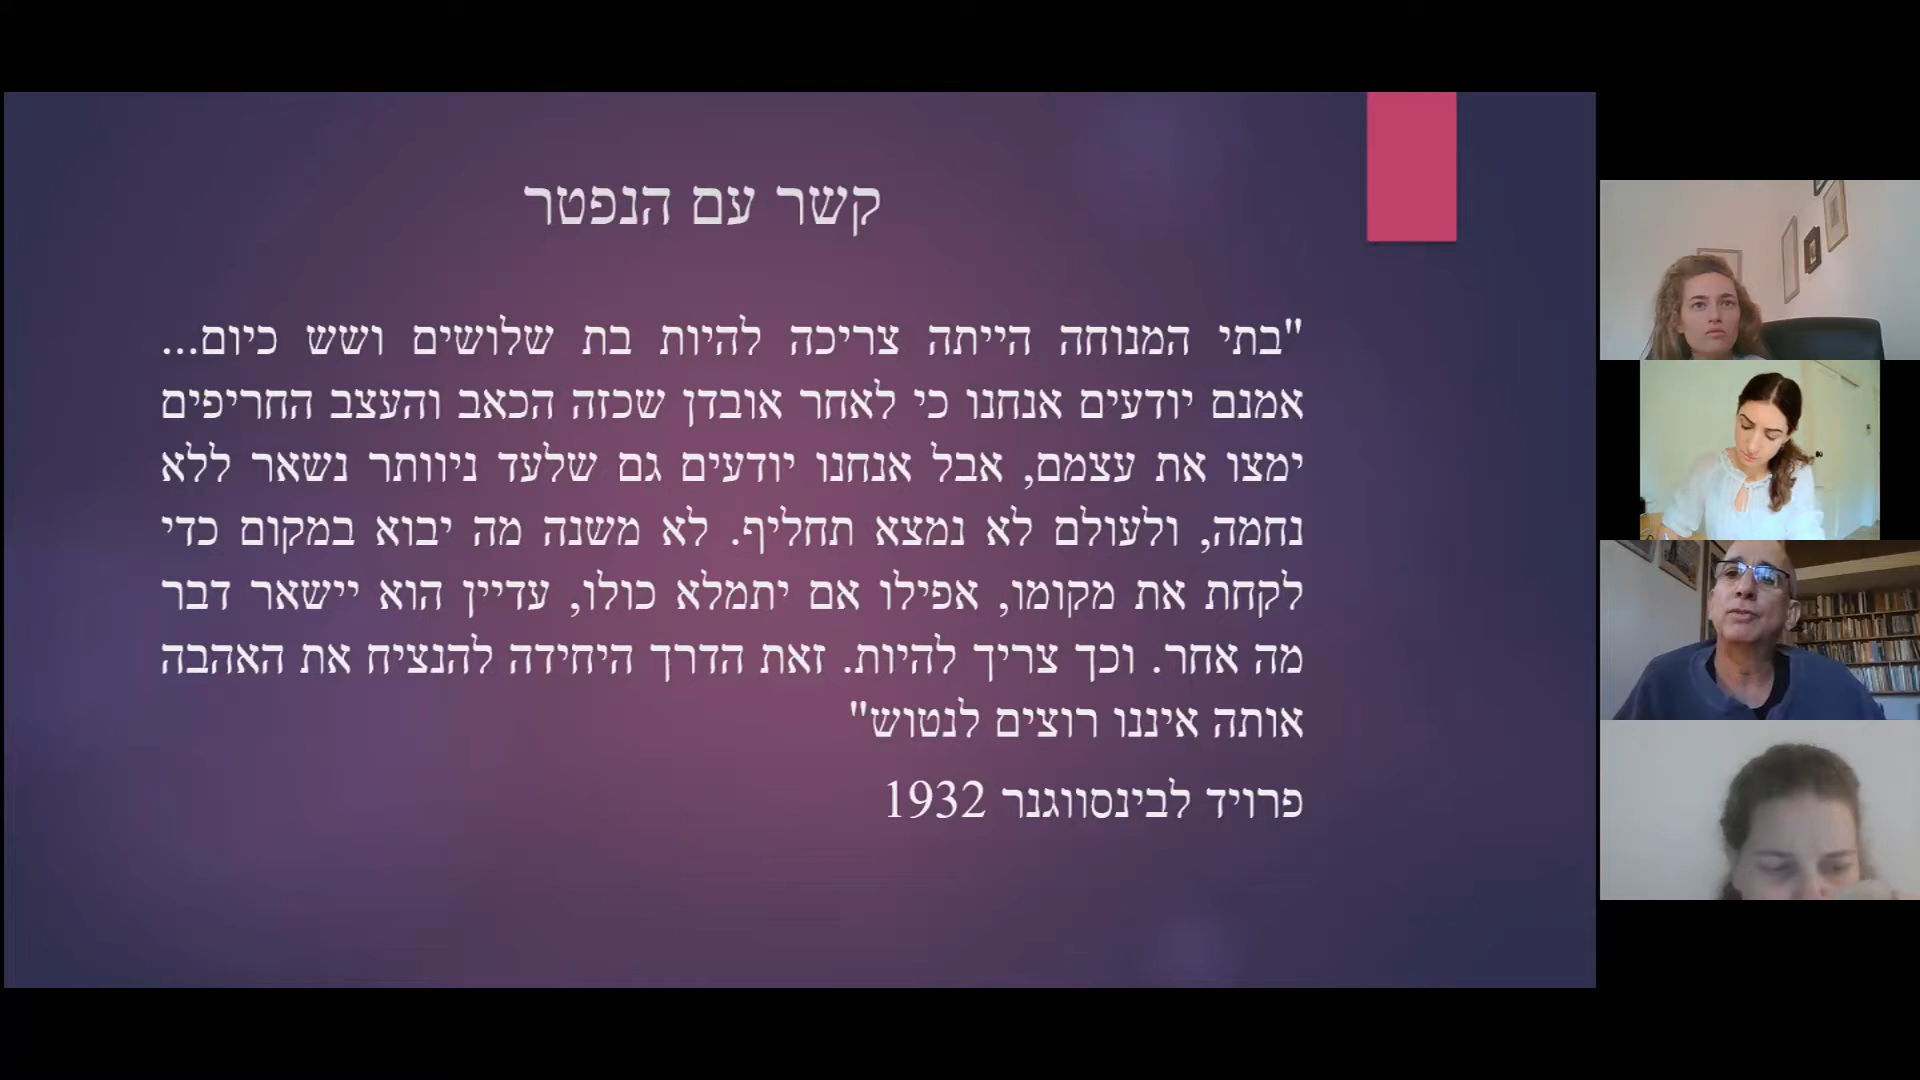 קשר עם הנפטר
"בתי המנוחה הייתה צריכה להיות בת שלושים ושש כיום...
אמנם יודעים אנחנו כי לאחר אובדן שכזה הכאב והעצב החריפים
ימצו את עצמם, אבל אנחנו יודעים גם שלעד ניוותר נשאר ללא
נחמה, ולעולם לא נמצא תחליף. לא משנה מה יבוא במקום כדי
לקחת את מקומו, אפילו אם יתמלא כולו, עדיין הוא יישאר דבר
מה אחר. וכך צריך להיות. זאת הדרך היחידה להנציח את האהבה
אותה איננו רוצים לנטוש"
פרויד לבינסווגנר 1932